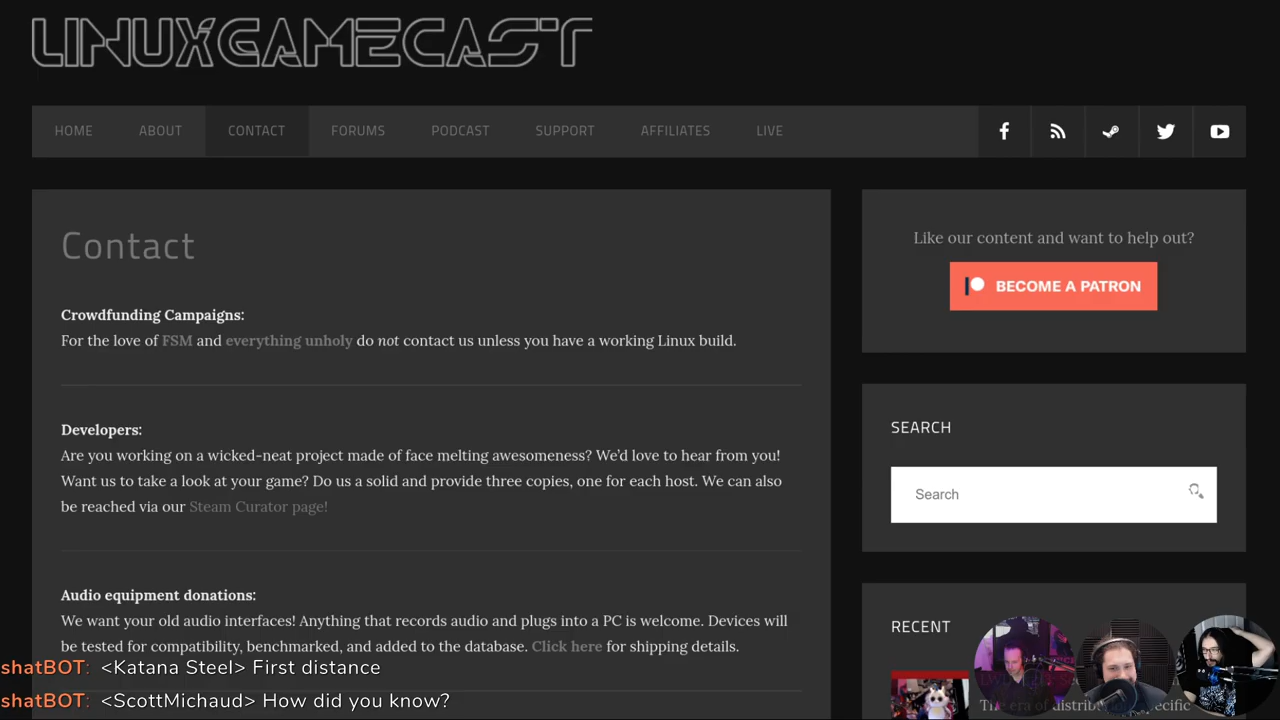 LINUXGAMECAST
HOME ABOUT CONTACT FORUMS PODCAST SUPPORT AFFILIATES LIVE
Contact
Crowdfunding Campaigns:
For the love of FSM and everything unholy do not contact us unless you have a working Linux build.
Developers:
Are you working on a wicked-neat project made of face melting awesomeness? We’d love to hear from you!
Want us to take a look at your game? Do us a solid and provide three copies, one for each host. We can also
be reached via our Steam Curator page!
Audio equipment donations:
We want your old audio interfaces! Anything that records audio and plugs into a PC is welcome. Devices will
be tested for compatibility, benchmarked, and added to the database. Click here for shipping details.
Like our content and want to help out?
BECOME A PATRON
SEARCH
Search
RECENT
The era of
shatBOT: <Katana Steel> First distance
shatBOT: <ScottMichaud> How did you know?